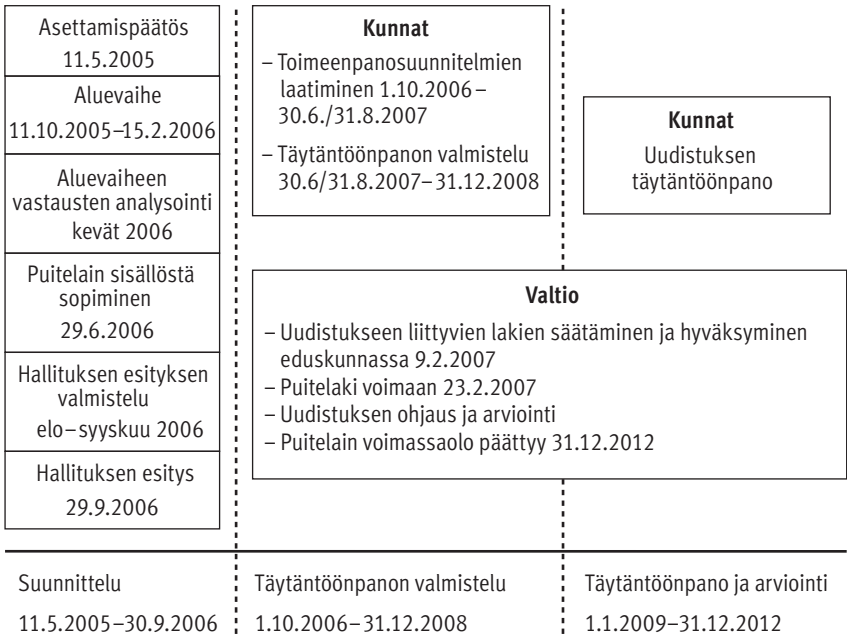 Asettamispäätös
11.5.2005
Aluevaihe
11.10.2005–15.2.2006
Aluevaiheen
vastausten analysointi
kevät 2006
Puitelain sisällöstä
sopiminen
29.6.2006
Hallituksen esityksen
valmistelu
elo–syyskuu 2006
Hallituksen esitys
29.9.2006
Kunnat
– Toimeenpanosuunnitelmien
laatiminen 1.10.2006–
30.6./31.8.2007
– Täytäntöönpanon valmistelu
30.6/31.8.2007–31.12.2008
Kunnat
Uudistuksen
täytäntöönpano
Valtio
– Uudistukseen liittyvien lakien säätäminen ja hyväksyminen
eduskunnassa 9.2.2007
– Puitelaki voimaan 23.2.2007
– Uudistuksen ohjaus ja arviointi
– Puitelain voimassaolo päättyy 31.12.2012
Suunnittelu
11.5.2005–30.9.2006
Täytäntöönpanon valmistelu
1.10.2006–31.12.2008
Täytäntöönpano ja arviointi
1.1.2009–31.12.2012